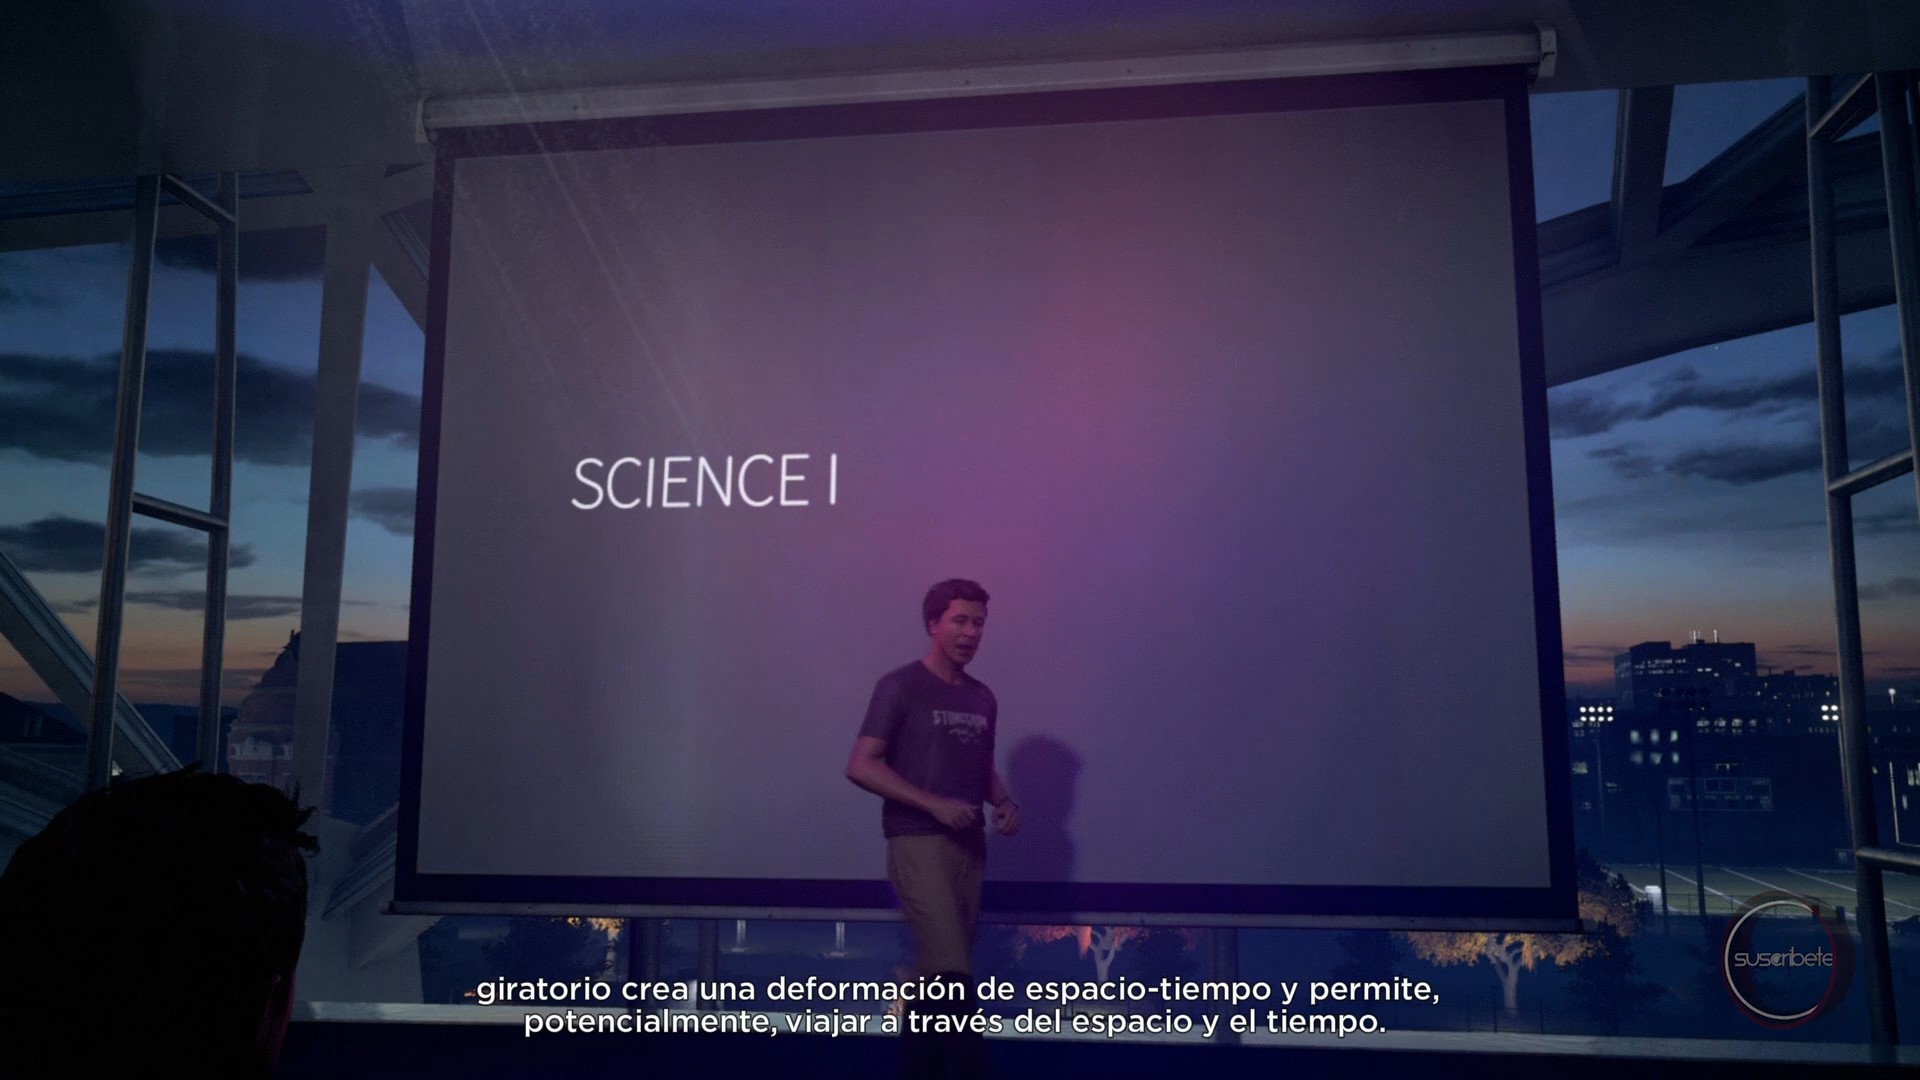 SCIENCE I
giratorio crea una deformación de espacio-tiempo y permite,
potencialmente, viajar a través del espacio y el tiempo.
suscribete